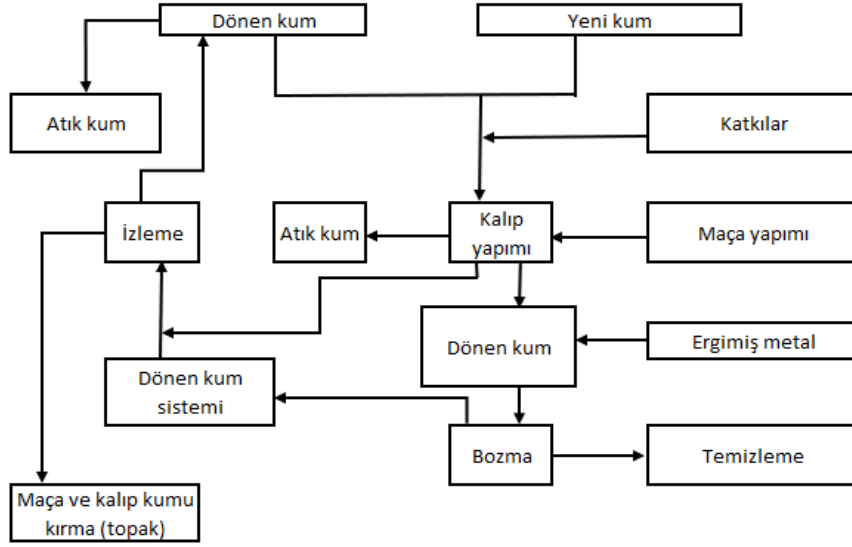 Dönen kum
Yeni kum
Atık kum
Katkılar
İzleme
Atık kum
Kalıp
yapımı
Maça yapımı
Dönen kum
Ergimiş metal
Dönen kum
sistemi
Bozma
Temizleme
Maça ve kalıp kumu
kırma (topak)